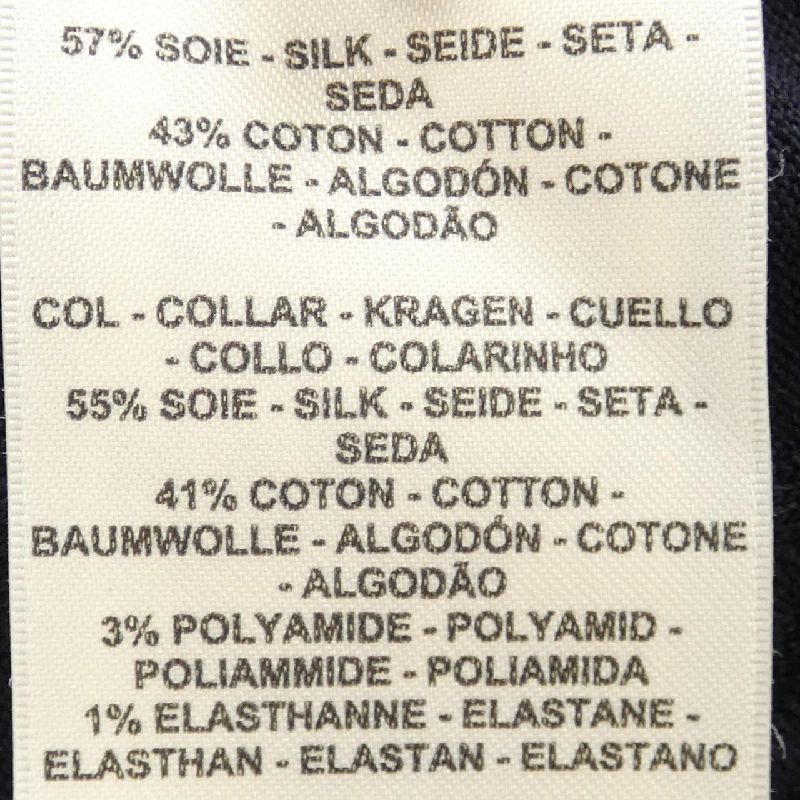 57% SOIE - SILK - SEIDE - SETA -
SEDA
43% COTON - COTTON -
BAUMWOLLE - ALGODÓN - COTONE
- ALGODÃO
COL - COLLAR - KRAGEN - CUELLO
- COLLO - COLARINHO
55% SOIE - SILK - SEIDE - SETA -
SEDA
41% COTON - COTTON -
BAUMWOLLE - ALGODÓN - COTONE
- ALGODÃO
3% POLYAMIDE - POLYAMID -
POLIAMMIDE - POLIAMIDA
1% ELASTHANNE - ELASTANE -
ELASTHAN - ELASTAN - ELASTANO